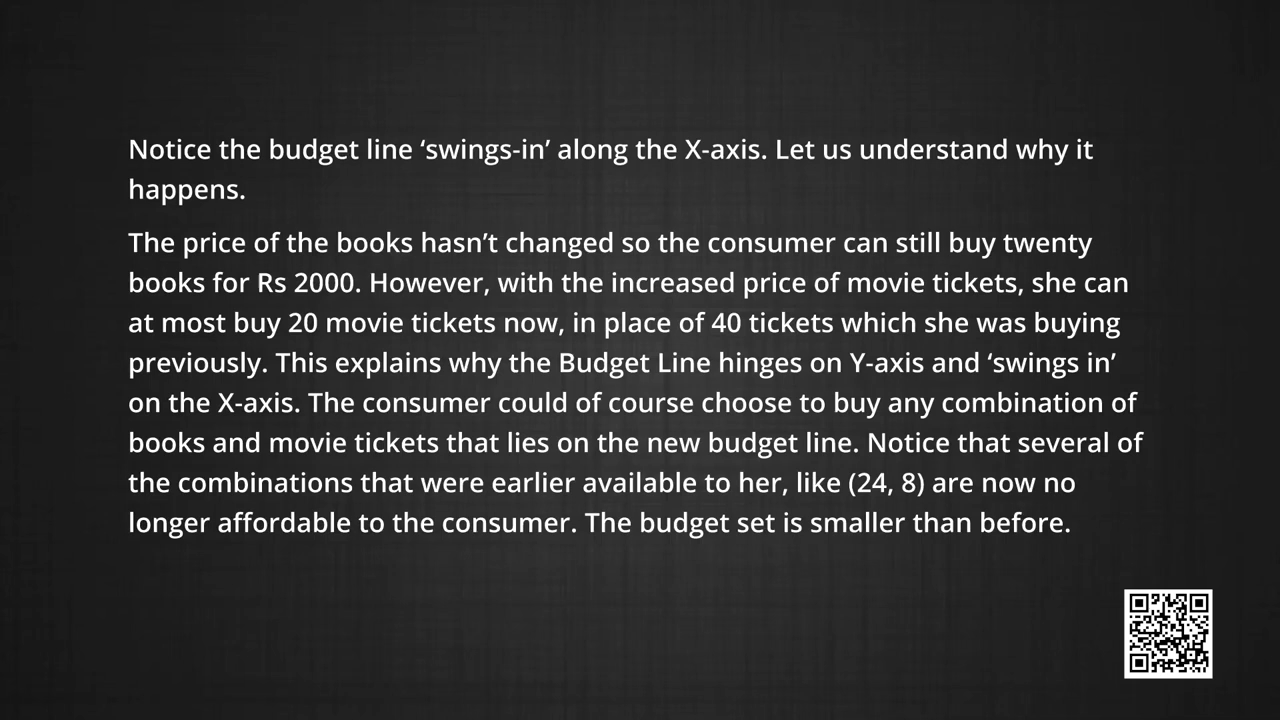 Notice the budget line ‘swings-in’ along the X-axis. Let us understand why it
happens.
The price of the books hasn’t changed so the consumer can still buy twenty
books for Rs 2000. However, with the increased price of movie tickets, she can
at most buy 20 movie tickets now, in place of 40 tickets which she was buying
previously. This explains why the Budget Line hinges on Y-axis and ‘swings in’
on the X-axis. The consumer could of course choose to buy any combination of
books and movie tickets that lies on the new budget line. Notice that several of
the combinations that were earlier available to her, like (24, 8) are now no
longer affordable to the consumer. The budget set is smaller than before.